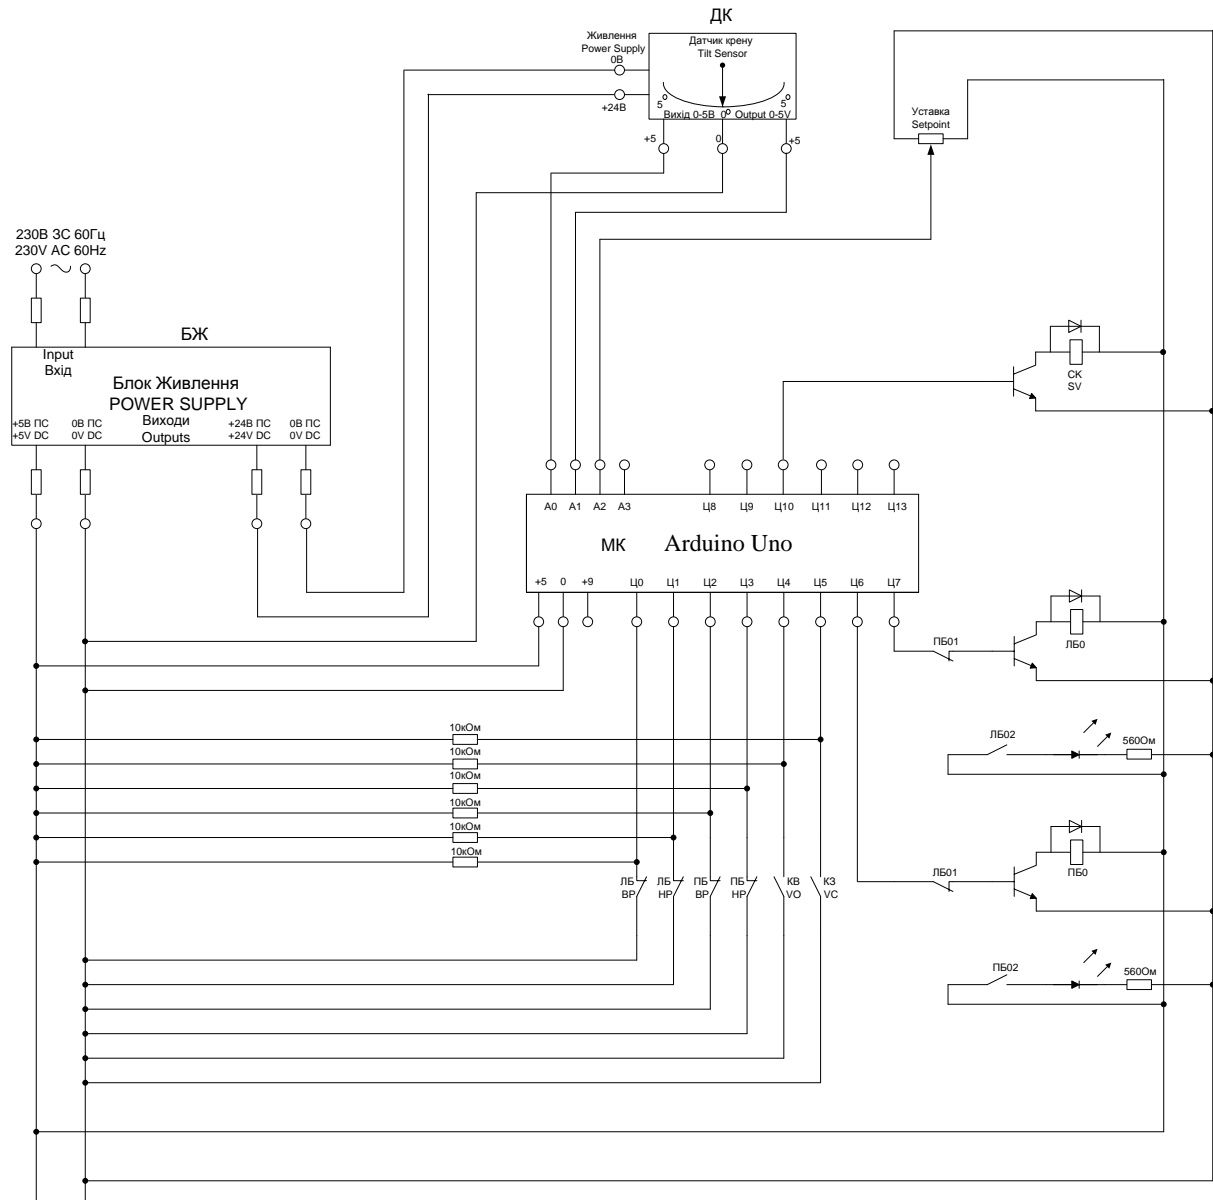 ДК
Живлення
Power Supply
0В
+24В
Датчик крену
Tilt Sensor
5° 5°
Вихід 0-5В 0° Output 0-5V
+5 0 +5
Уставка
Setpoint
230В ЗС 60Гц
230V AC 60Hz
БЖ
Input
Вхід
Блок Живлення
POWER SUPPLY
+5В ПС 0В ПС Виходи +24В ПС 0В ПС
+5V DC 0V DC Outputs +24V DC 0V DC
СК
SV
А0 А1 А2 А3 Ц8 Ц9 Ц10 Ц11 Ц12 Ц13
МК Arduino Uno
+5 0 +9 Ц0 Ц1 Ц2 Ц3 Ц4 Ц5 Ц6 Ц7
ПБ01
ЛБ0
10кОм
10кОм
10кОм
10кОм
10кОм
10кОм
ЛБ02
560Ом
ЛБ ЛБ ПБ ПБ КВ КЗ
ВР НР ВР НР VO VC
ЛБ01
ПБ0
ПБ02
560Ом